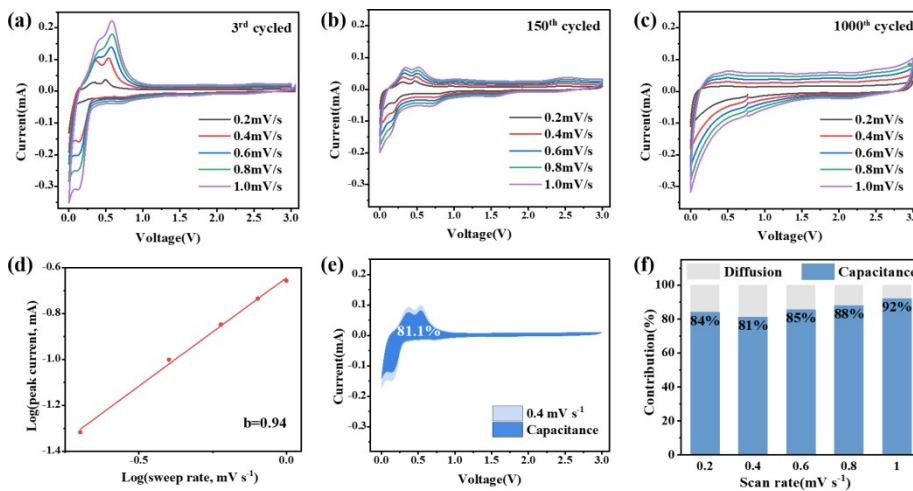 (a)
3rd cycled
0.2
0.1
0.0
-0.1
-0.2
-0.3
Current(mA)
0.2mV/s
0.4mV/s
0.6mV/s
0.8mV/s
1.0mV/s
0.0 0.5 1.0 1.5 2.0 2.5 3.0
Voltage(V)
(b)
150th cycled
0.2
0.1
0.0
-0.1
-0.2
-0.3
Current(mA)
0.2mV/s
0.4mV/s
0.6mV/s
0.8mV/s
1.0mV/s
0.0 0.5 1.0 1.5 2.0 2.5 3.0
Voltage(V)
(c)
1000th cycled
0.2
0.1
0.0
-0.1
-0.2
-0.3
Current(mA)
0.2mV/s
0.4mV/s
0.6mV/s
0.8mV/s
1.0mV/s
0.0 0.5 1.0 1.5 2.0 2.5 3.0
Voltage(V)
(d)
-0.6
-0.8
-1.0
-1.2
-1.4
Log(peak current, mA)
b=0.94
-0.5 0.0
Log(sweep rate, mV s-1)
(e)
0.2
0.1
0.0
-0.1
-0.2
-0.3
Current(mA)
81.1%
0.4 mV s-1
Capacitance
0.0 0.5 1.0 1.5 2.0 2.5 3.0
Voltage(V)
(f)
Diffusion Capacitance
100
80
60
40
20
0
Contribution(%)
84% 81% 85% 88% 92%
0.2 0.4 0.6 0.8 1
Scan rate(mV s-1)